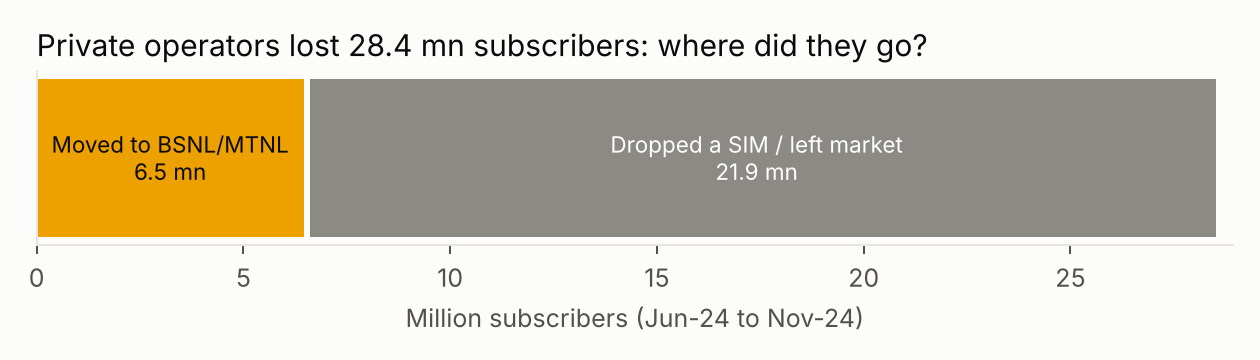 Private operators lost 28.4 mn subscribers: where did they go?
Moved to BSNL/MTNL
6.5 mn
Dropped a SIM / left market
21.9 mn
0 5 10 15 20 25
Million subscribers (Jun-24 to Nov-24)